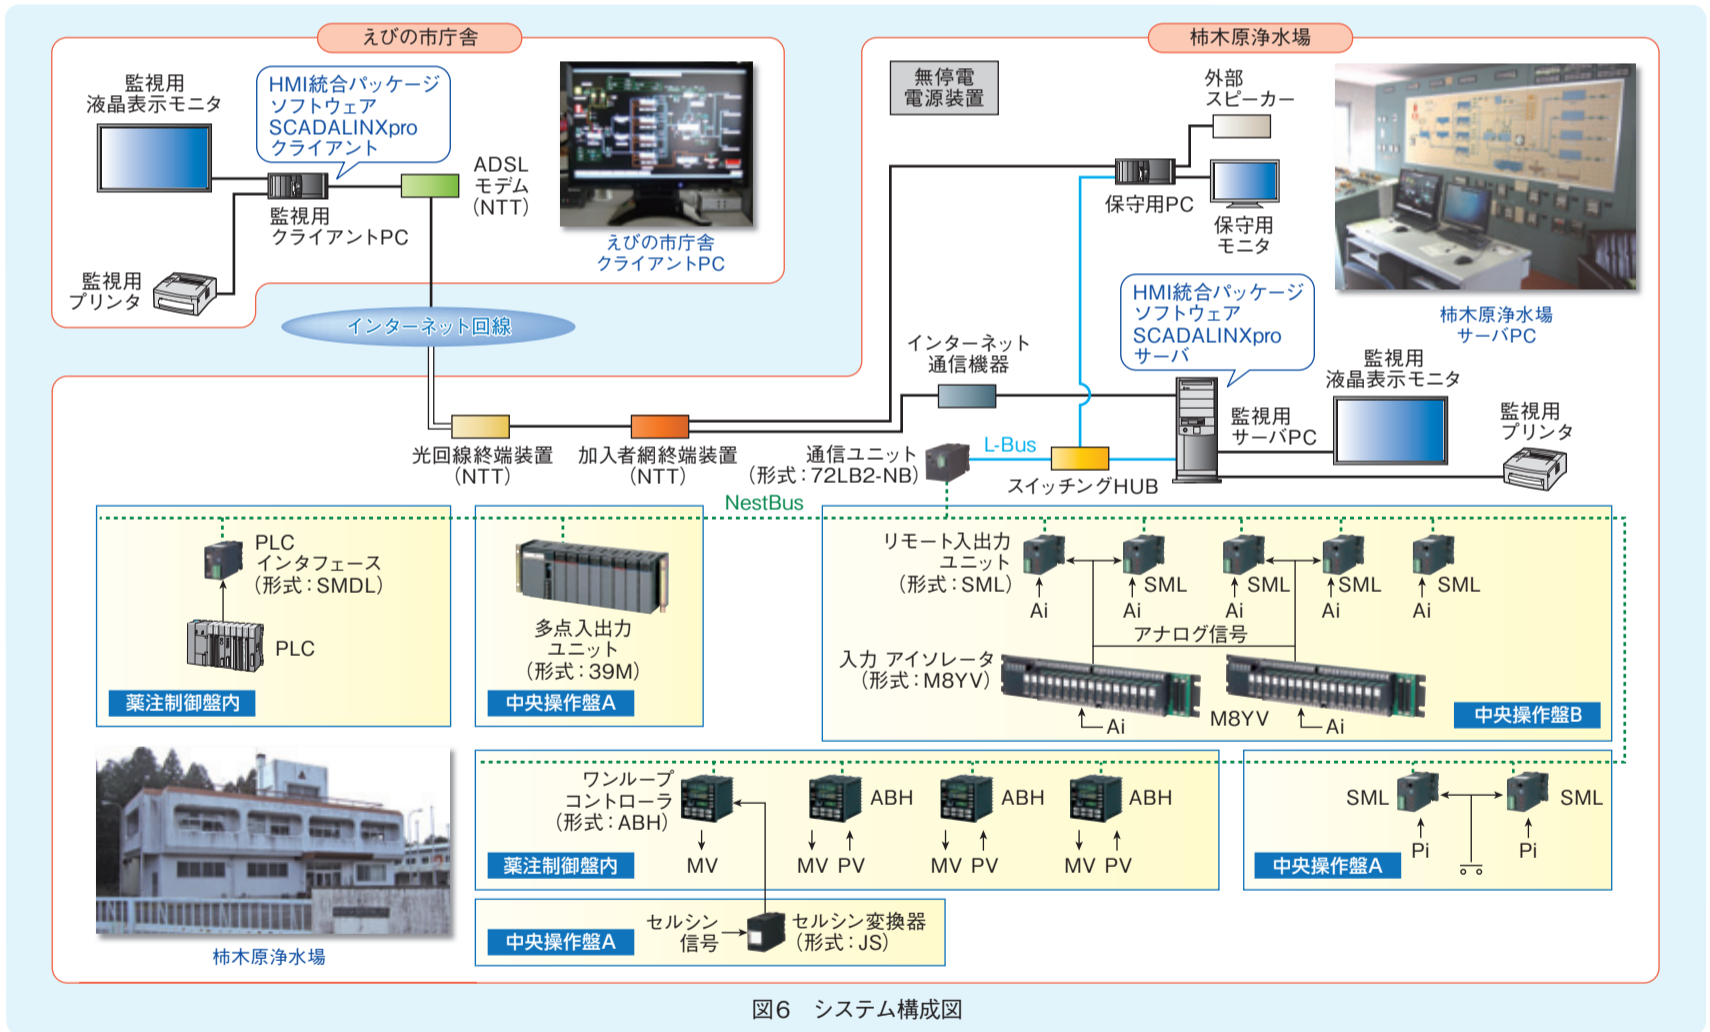 えびの市庁舎
監視用
液晶表示モニタ
HMI統合パッケージ
ソフトウェア
SCADALINXpro
クライアント
ADSL
モデム
(NTT)
監視用
クライアントPC
監視用
プリンタ
えびの市庁舎
クライアントPC
インターネット回線
柿木原浄水場
無停電
電源装置
外部
スピーカー
保守用PC
保守用
モニタ
柿木原浄水場
サーバPC
HMI統合パッケージ
ソフトウェア
SCADALINXpro
サーバ
インターネット
通信機器
監視用
液晶表示モニタ
監視用
サーバPC
監視用
プリンタ
光回線終端装置
(NTT)
加入者網終端装置
(NTT)
通信ユニット
(形式：72LB2-NB)
L-Bus
スイッチングHUB
NestBus
PLC
インタフェース
(形式：SMDL)
PLC
薬注制御盤内
多点入出力
ユニット
(形式：39M)
中央操作盤A
リモート入出力
ユニット
(形式：SML)
SML
SML
SML
SML
Ai
Ai
Ai
Ai
Ai
アナログ信号
入力 アイソレータ
(形式：M8YV)
M8YV
Ai
Ai
中央操作盤B
ワンループ
コントローラ
(形式：ABH)
ABH
ABH
ABH
MV
MV PV
MV PV
MV PV
薬注制御盤内
SML
SML
Pi
Pi
中央操作盤A
セルシン
信号
セルシン変換器
(形式：JS)
中央操作盤A
柿木原浄水場
図6 システム構成図